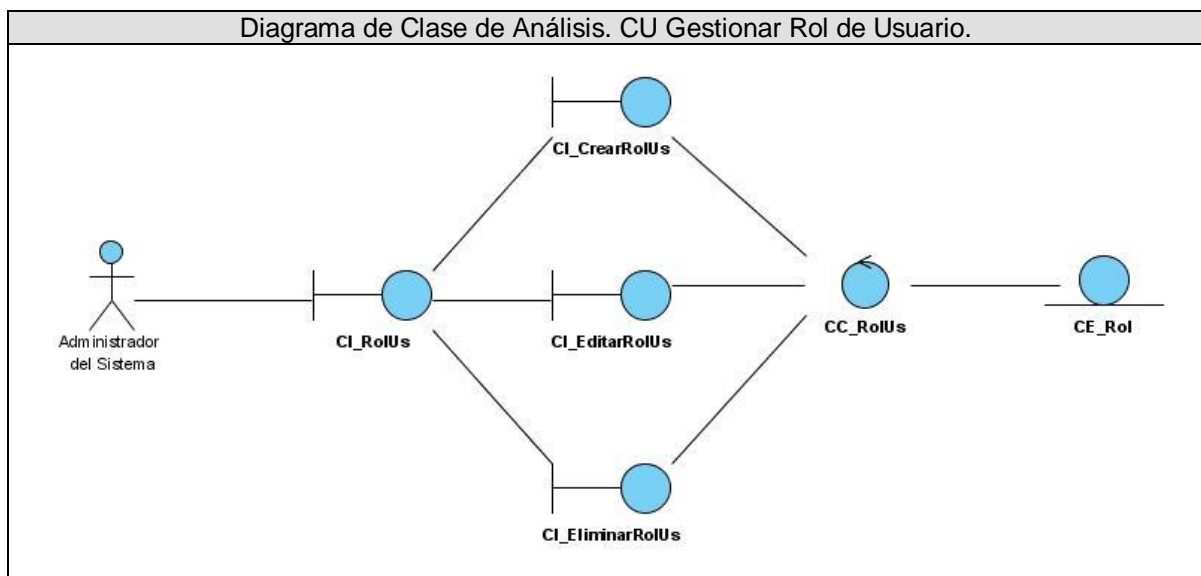 Diagrama de Clase de Análisis. CU Gestionar Rol de Usuario.
CI_CrearRolUs
Administrador
del Sistema
CI_RolUs
CI_EditarRolUs
CC_RolUs
CE_Rol
CI_EliminarRolUs